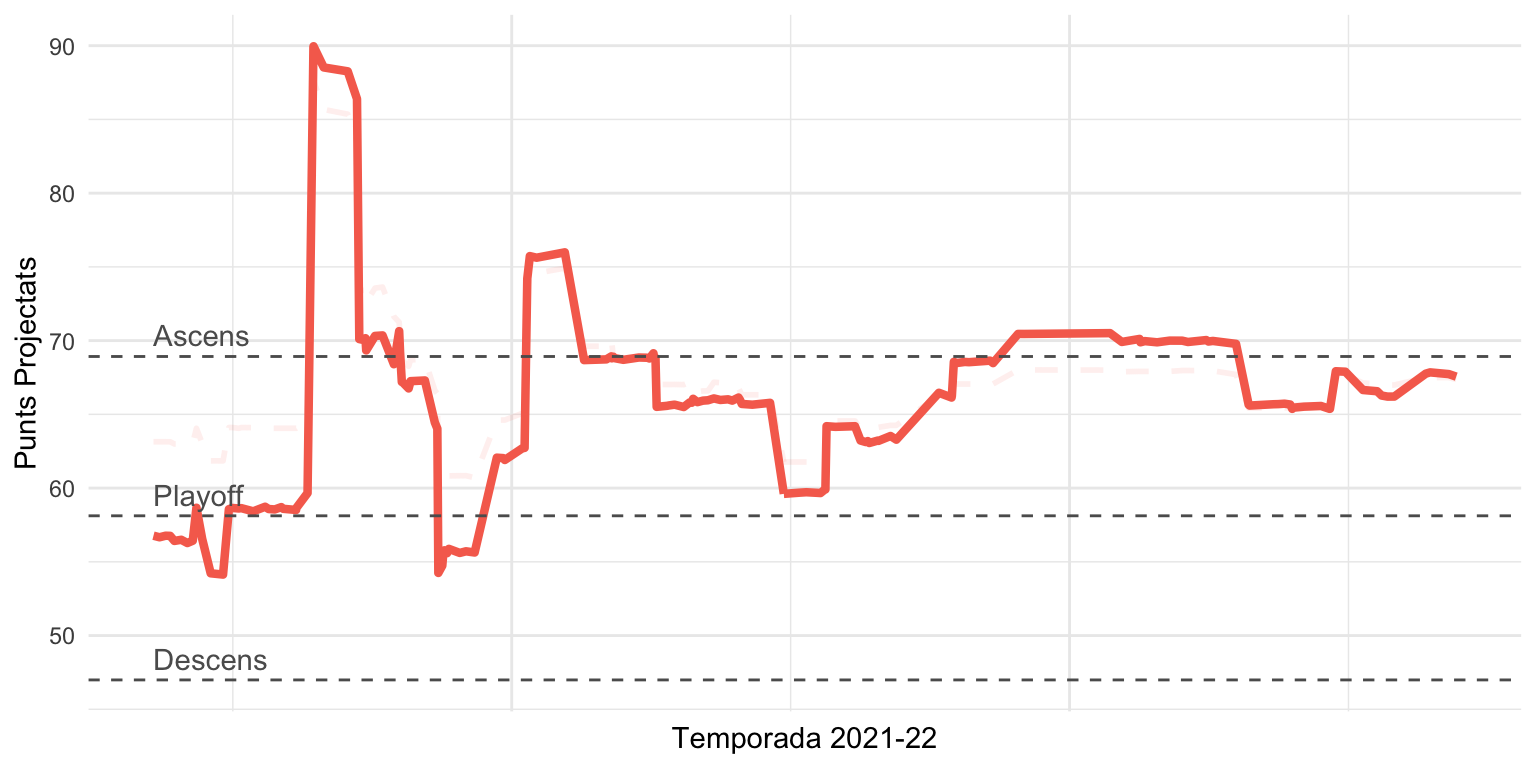 90
80
70
60
50
Punts Projectats
Ascens
Playoff
Descens
Temporada 2021-22